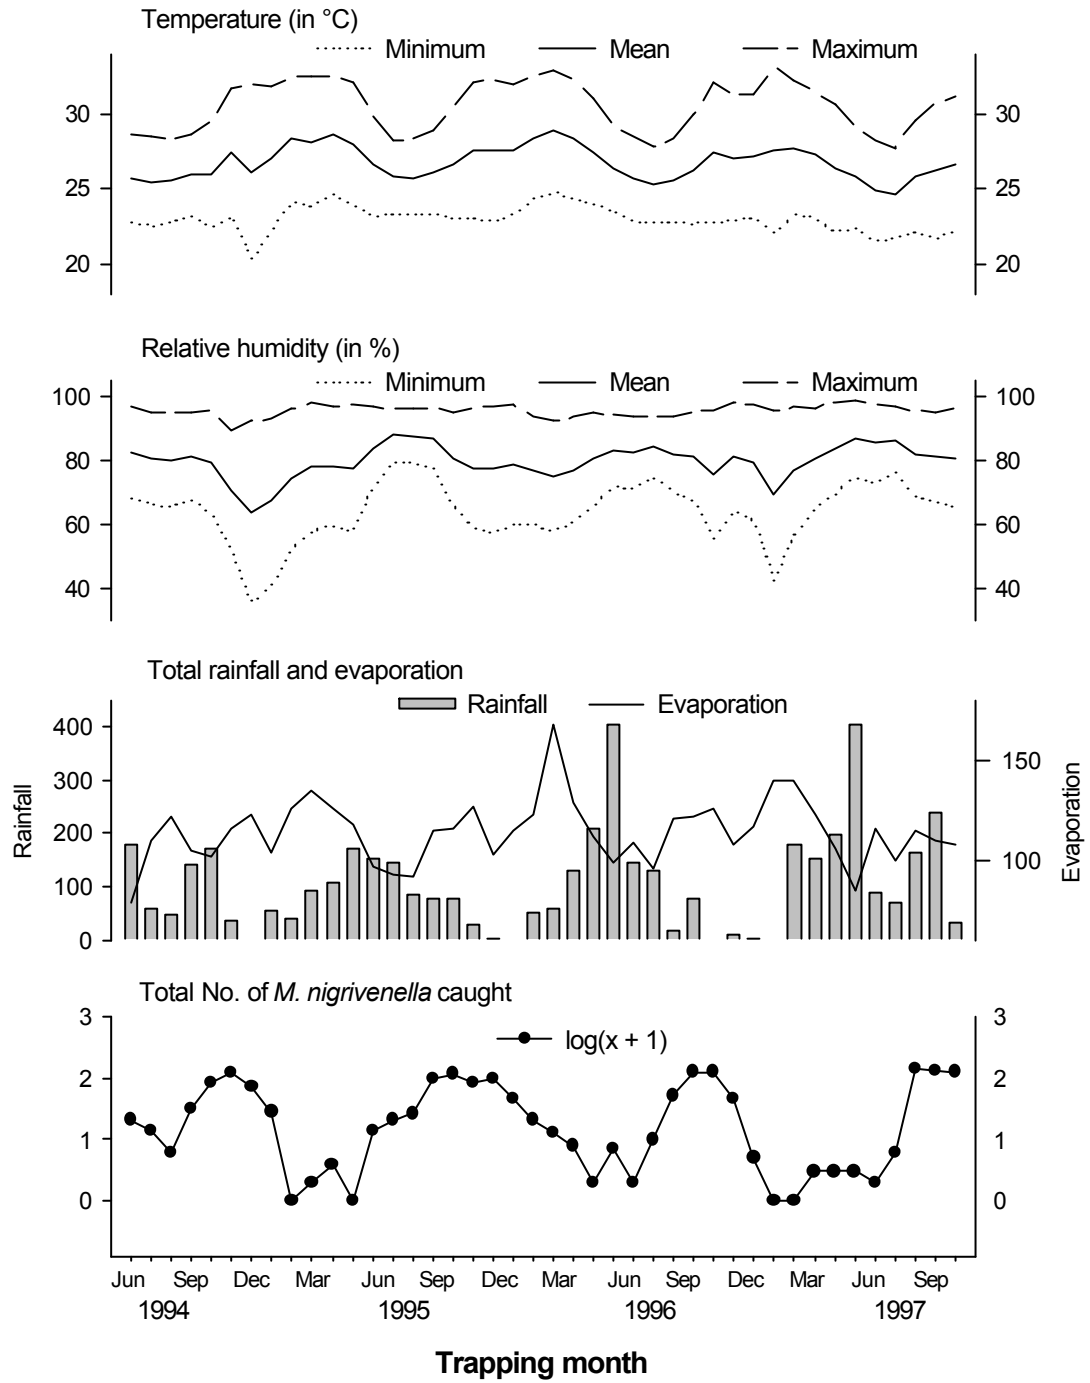 Temperature (in °C)
Minimum Mean Maximum
30 30
25 25
20 20
Relative humidity (in %)
Minimum Mean Maximum
100 100
80 80
60 60
40 40
Total rainfall and evaporation
Rainfall Evaporation
400
300 150
200
100 100
0
Rainfall
Evaporation
Total No. of M. nigrivenella caught
log(x + 1)
3 3
2 2
1 1
0 0
Jun Sep Dec Mar Jun Sep Dec Mar Jun Sep Dec Mar Jun Sep
1994 1995 1996 1997
Trapping month